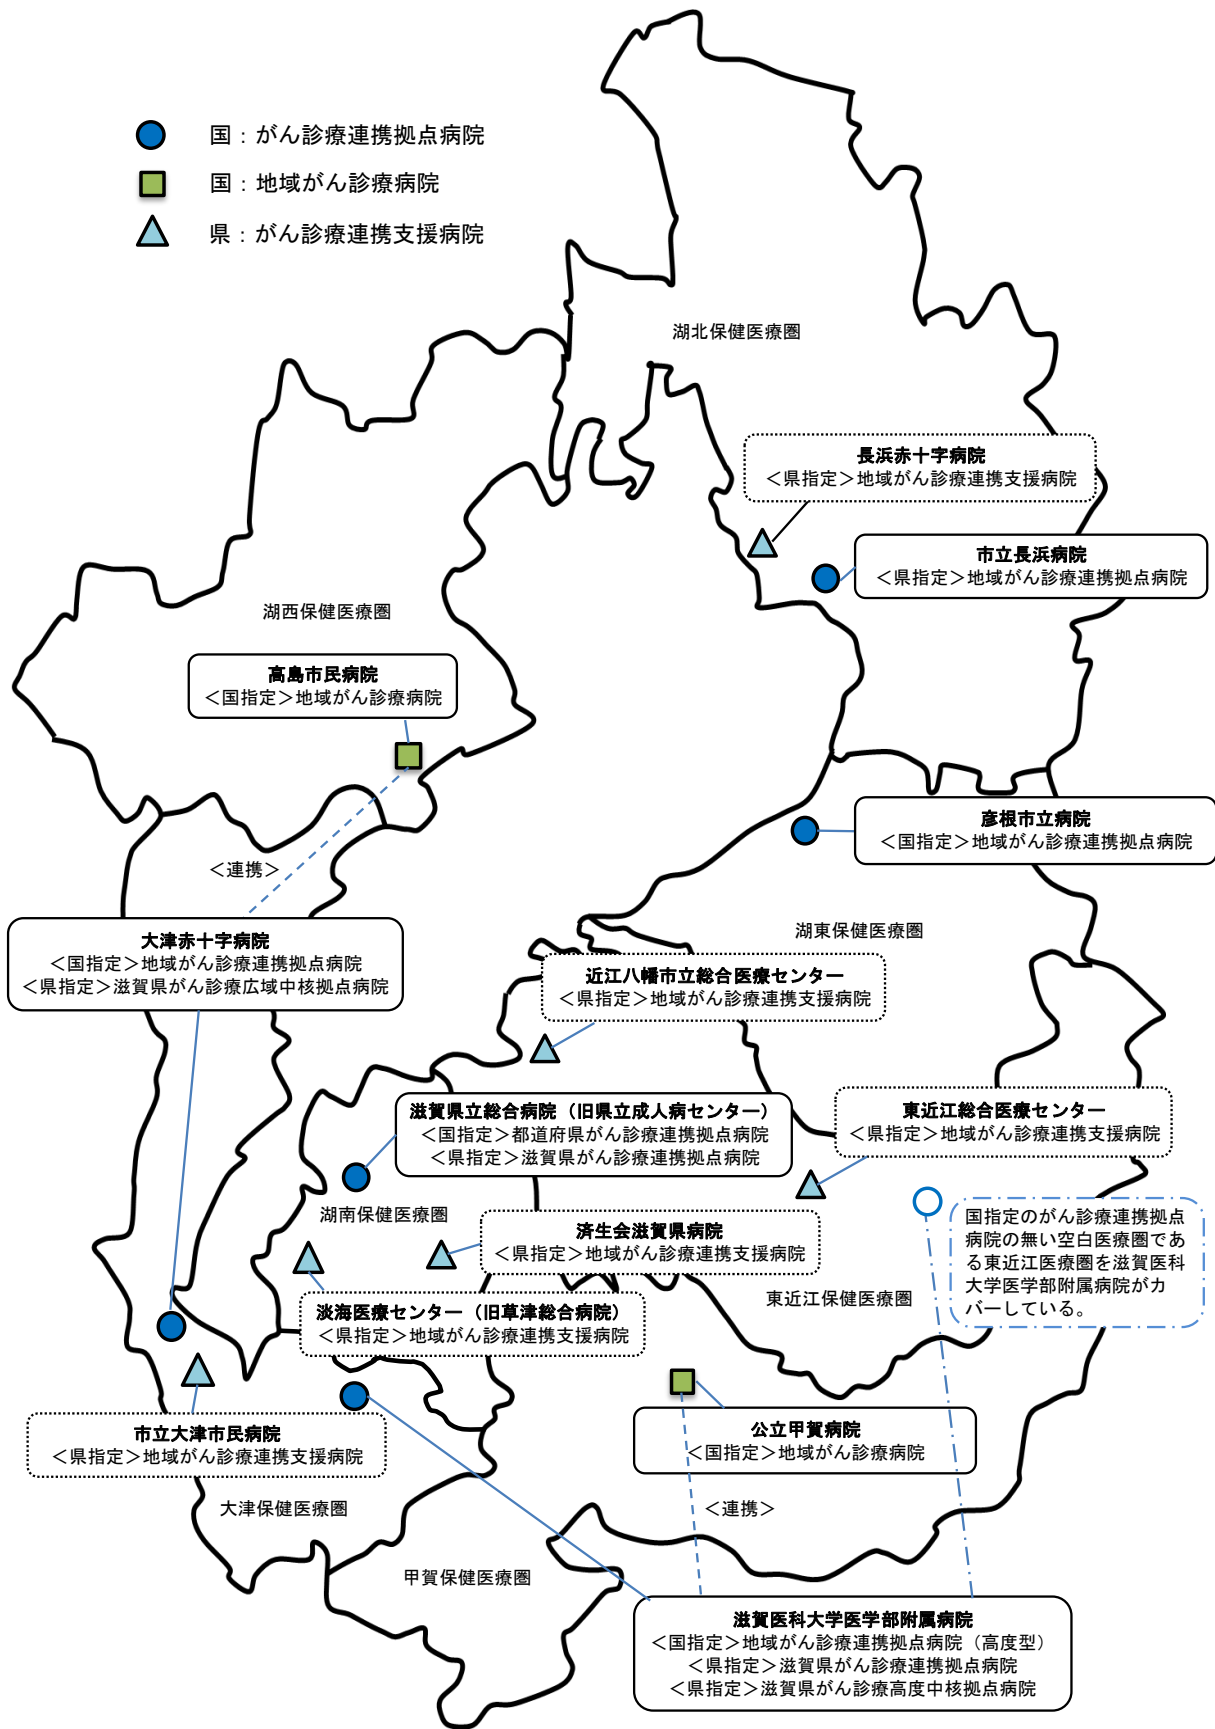 国：がん診療連携拠点病院
国：地域がん診療病院
県：がん診療連携支援病院
湖北保健医療圏
長浜赤十字病院
＜県指定＞地域がん診療連携支援病院
市立長浜病院
＜県指定＞地域がん診療連携拠点病院
湖西保健医療圏
高島市民病院
＜国指定＞地域がん診療病院
彦根市立病院
＜国指定＞地域がん診療連携拠点病院
＜連携＞
大津赤十字病院
＜国指定＞地域がん診療連携拠点病院
＜県指定＞滋賀県がん診療広域中核拠点病院
湖東保健医療圏
近江八幡市立総合医療センター
＜県指定＞地域がん診療連携支援病院
滋賀県立総合病院（旧県立成人病センター）
＜国指定＞都道府県がん診療連携拠点病院
＜県指定＞滋賀県がん診療連携拠点病院
東近江総合医療センター
＜県指定＞地域がん診療連携支援病院
湖南保健医療圏
済生会滋賀県病院
＜県指定＞地域がん診療連携支援病院
国指定のがん診療連携拠点
病院の無い空白医療圏であ
る東近江医療圏を滋賀医科
大学医学部附属病院がカ
バーしている。
東近江保健医療圏
淡海医療センター（旧草津総合病院）
＜県指定＞地域がん診療連携支援病院
市立大津市民病院
＜県指定＞地域がん診療連携支援病院
公立甲賀病院
＜国指定＞地域がん診療病院
大津保健医療圏
＜連携＞
甲賀保健医療圏
滋賀医科大学医学部附属病院
＜国指定＞地域がん診療連携拠点病院（高度型）
＜県指定＞滋賀県がん診療連携拠点病院
＜県指定＞滋賀県がん診療高度中核拠点病院